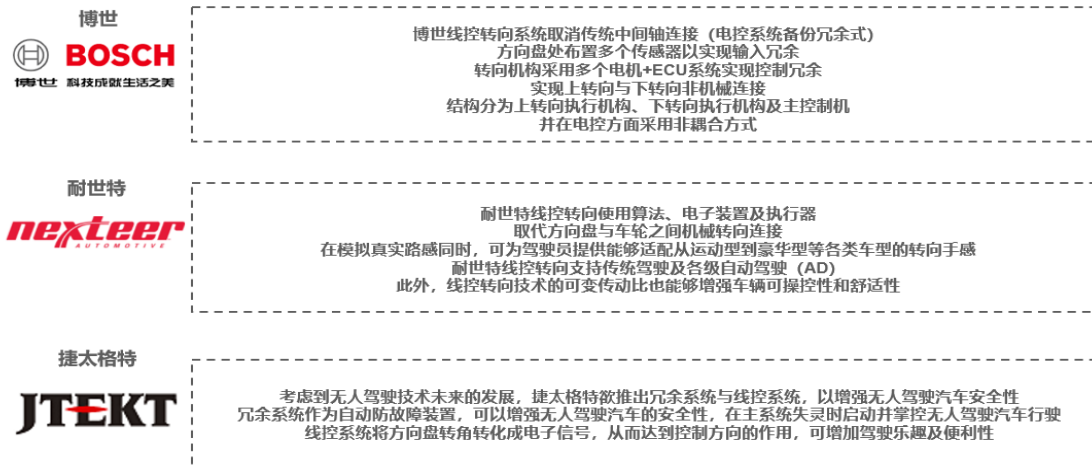 博世
BOSCH
博世 科技成就生活之美
博世线控转向系统取消传统中间轴连接（电控系统备份冗余式）
方向盘处布置多个传感器以实现输入冗余
转向机构采用多个电机+ECU系统实现控制冗余
实现上转向与下转向非机械连接
结构分为上转向执行机构、下转向执行机构及主控制机
并在电控方面采用非耦合方式
耐世特
nexteer
AUTOMOTIVE
耐世特线控转向使用算法、电子装置及执行器
取代方向盘与车轮之间机械转向连接
在模拟真实路感同时，可为驾驶员提供能够适配从运动型到豪华型等各类车型的转向手感
耐世特线控转向支持传统驾驶及各级自动驾驶（AD）
此外，线控转向技术的可变传动比也能够增强车辆可操控性和舒适性
捷太格特
JTEKT
考虑到无人驾驶技术未来的发展，捷太格特欲推出冗余系统与线控系统，以增强无人驾驶汽车安全性
冗余系统作为自动防故障装置，可以增强无人驾驶汽车的安全性，在主系统失灵时启动并掌控无人驾驶汽车行驶
线控系统将方向盘转角转化成电子信号，从而达到控制方向的作用，可增加驾驶乐趣及便利性